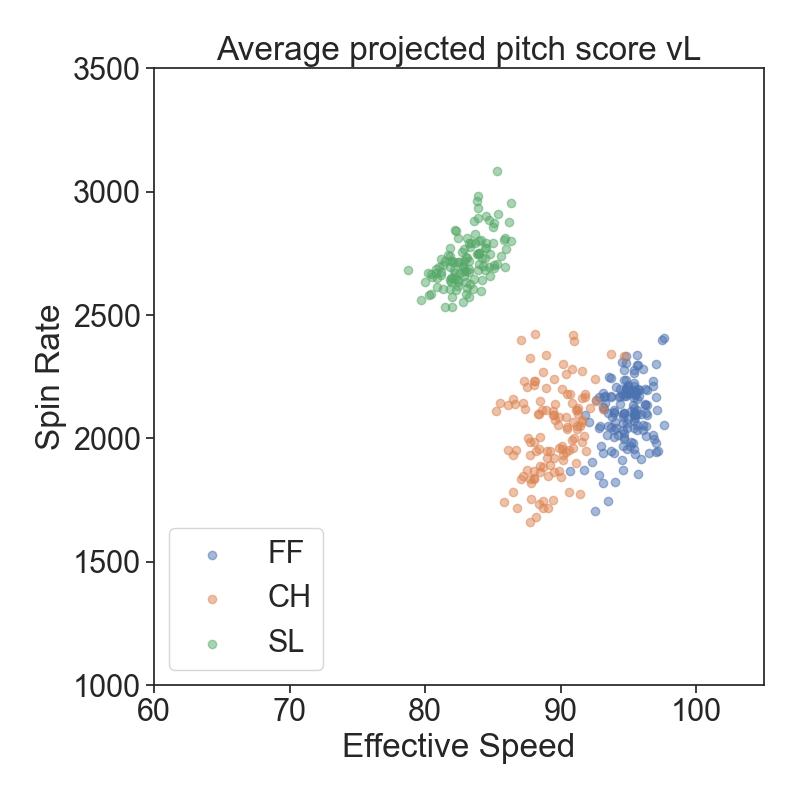 Average projected pitch score vL
3500
3000
2500
2000
1500
1000
Spin Rate
FF
CH
SL
60 70 80 90 100
Effective Speed